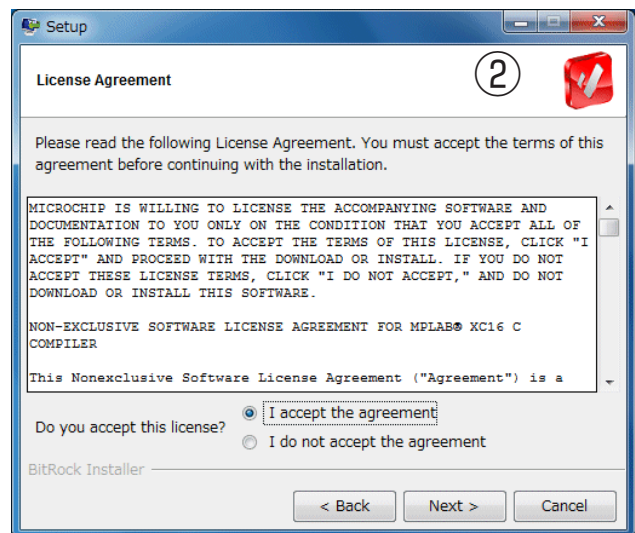 Setup
License Agreement
②
Please read the following License Agreement. You must accept the terms of this
agreement before continuing with the installation.
MICROCHIP IS WILLING TO LICENSE THE ACCOMPANYING SOFTWARE AND
DOCUMENTATION TO YOU ONLY ON THE CONDITION THAT YOU ACCEPT ALL OF
THE FOLLOWING TERMS. TO ACCEPT THE TERMS OF THIS LICENSE, CLICK "I
ACCEPT" AND PROCEED WITH THE DOWNLOAD OR INSTALL. IF YOU DO NOT
ACCEPT THESE LICENSE TERMS, CLICK "I DO NOT ACCEPT," AND DO NOT
DOWNLOAD OR INSTALL THIS SOFTWARE.
NON-EXCLUSIVE SOFTWARE LICENSE AGREEMENT FOR MPLAB® XC16 C
COMPILER
This Nonexclusive Software License Agreement ("Agreement") is a
Do you accept this license?
I accept the agreement
I do not accept the agreement
BitRock Installer
< Back Next > Cancel